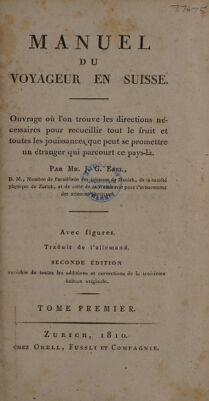 37475
MANUEL
DU
VOYAGEUR EN SUISSE.
Ouvrage où l'on trouve les directions né-
cessaires pour recueillir tout le fruit et
toutes les jouissances, que peut se promettre
un étranger qui parcourt ce pays-là.
PAR MR. J. G. EBEL,
D. M., Membre de l'académie des sciences de Munich, de la société
physique de Zurich, et de celle de la Wetteravie pour l'avancement
des sciences
Avec figures.
Traduit de l'allemand.
SECONDE ÉDITION
enrichie de toutes les additions et corrections de la troisième
édition originale.
TOME PREMIER.
ZURICH, 1810.
CHEZ ORELL, FUSSLI ET COMPAGNIE.